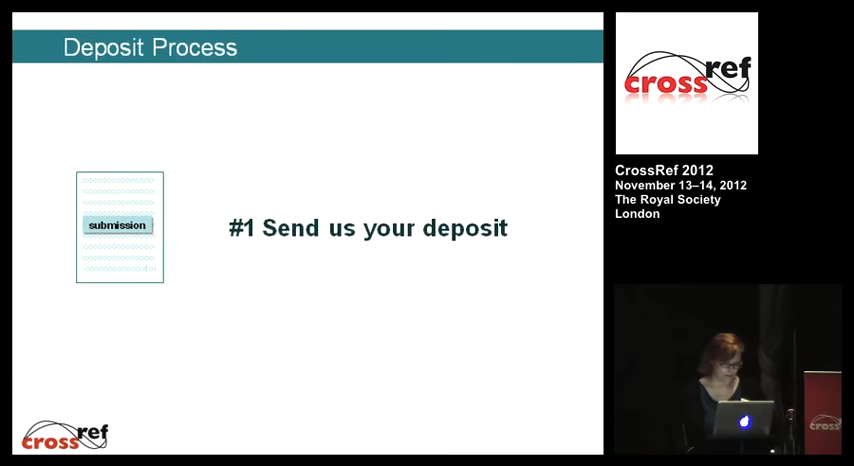 Deposit Process
submission
#1 Send us your deposit
crossref
crossref
CrossRef 2012
November 13–14, 2012
The Royal Society
London